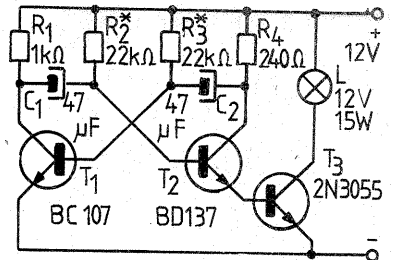 R1
1kΩ
R2*
22kΩ
R3*
22kΩ
R4
240Ω
+
12V
C1
47
μF
47
μF
C2
L
12V
15W
T1
BC 107
T2
BD137
T3
2N3055
−